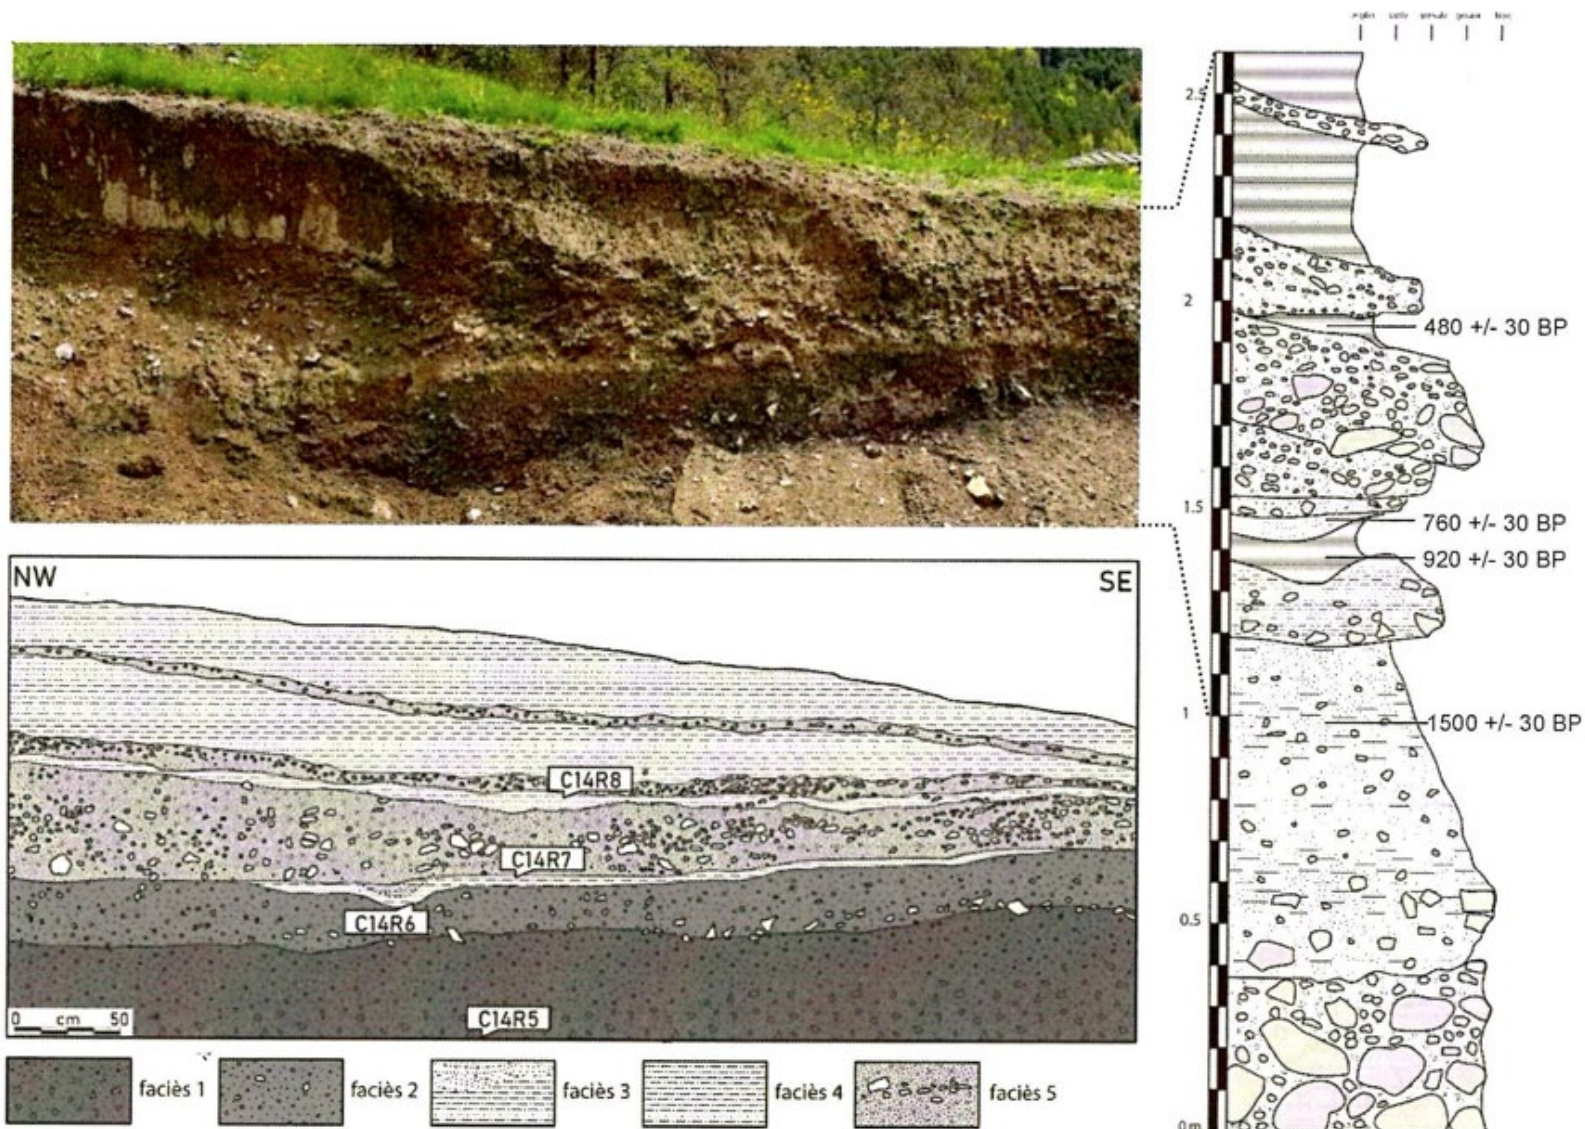 2.5
2
480 +/- 30 BP
1.5
760 +/- 30 BP
920 +/- 30 BP
1
1500 +/- 30 BP
0.5
0 m
NW
SE
C14R8
C14R7
C14R6
C14R5
0 cm 50
faciès 1
faciès 2
faciès 3
faciès 4
faciès 5